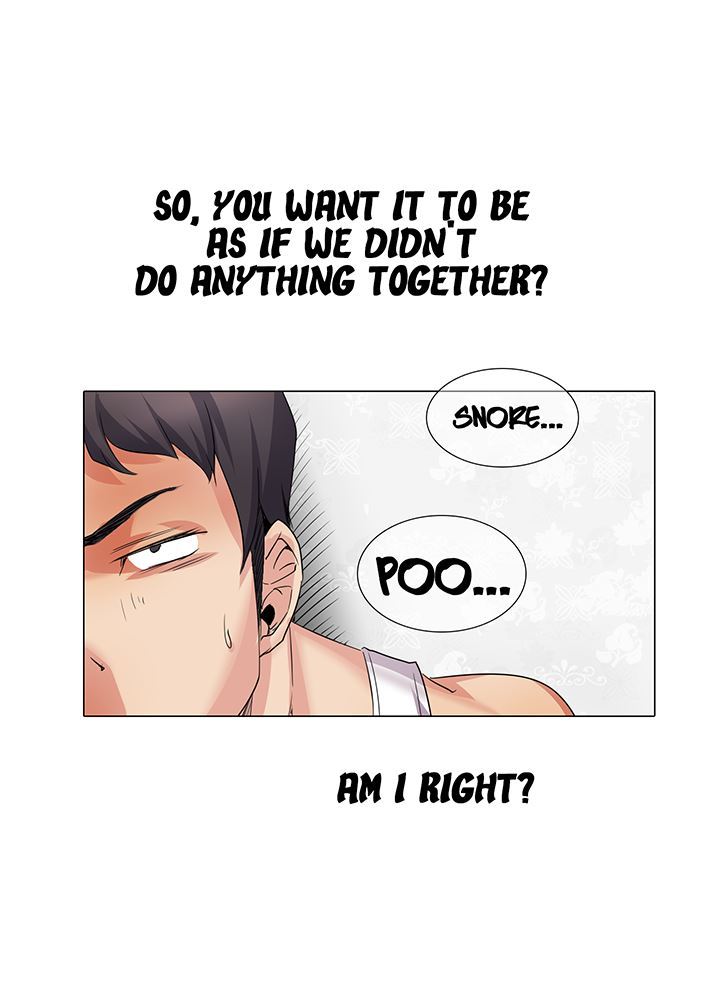 SO, YOU WANT IT TO BE
AS IF WE DIDN'T
DO ANYTHING TOGETHER?
SNORE...
POO...
AM I RIGHT?